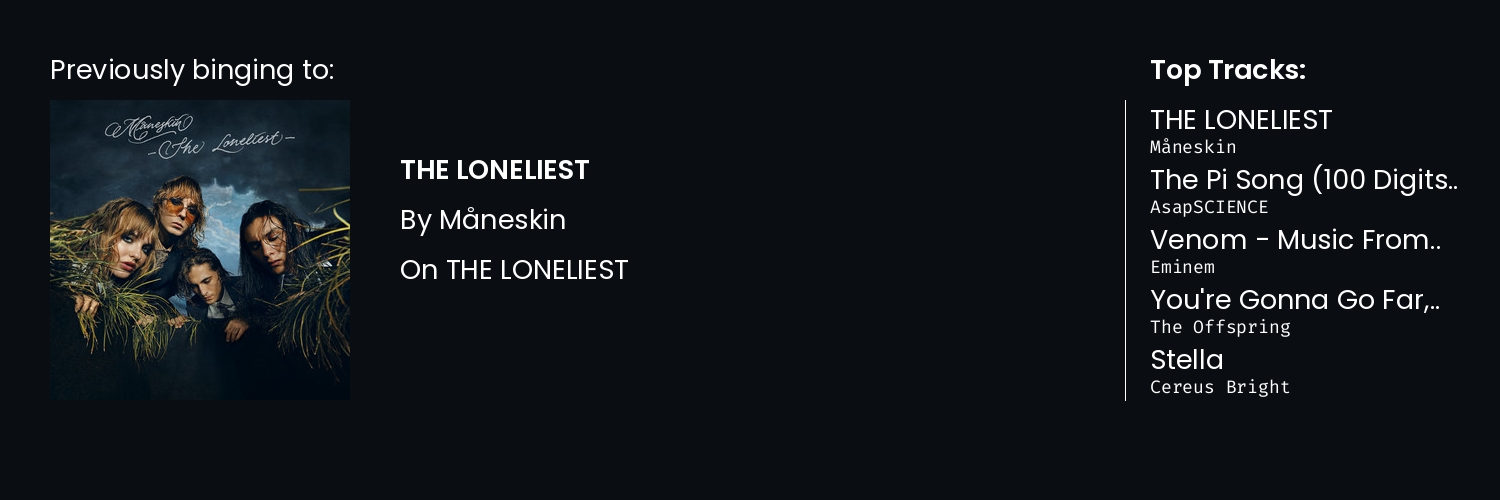 Previously binging to:
Måneskin
-The Loneliest-
THE LONELIEST
By Måneskin
On THE LONELIEST
Top Tracks:
THE LONELIEST
Måneskin
The Pi Song (100 Digits..
AsapSCIENCE
Venom - Music From..
Eminem
You're Gonna Go Far,..
The Offspring
Stella
Cereus Bright